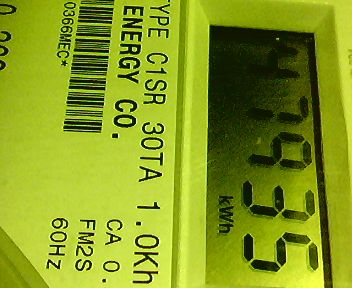 47935
kWh
TYPE C1SR 30TA 1.0Kh
ENERGY CO.
CA 0.
FM2S
60Hz
0366MEC*